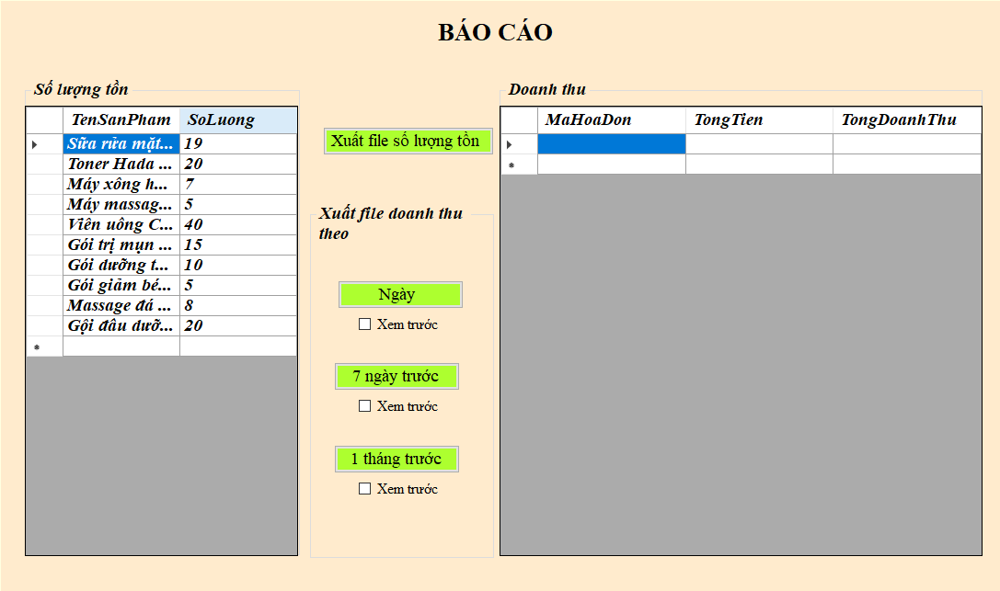 BÁO CÁO
Số lượng tồn
TenSanPham SoLuong
Sữa rửa mặt... 19
Toner Hada ... 20
Máy xông h... 7
Máy massag... 5
Viên uống C... 40
Gói trị mụn ... 15
Gói dưỡng t... 10
Gói giảm bé... 5
Massage đá ... 8
Gội đầu dưỡ... 20
Xuất file số lượng tồn
Xuất file doanh thu
theo
Ngày
Xem trước
7 ngày trước
Xem trước
1 tháng trước
Xem trước
Doanh thu
MaHoaDon TongTien TongDoanhThu